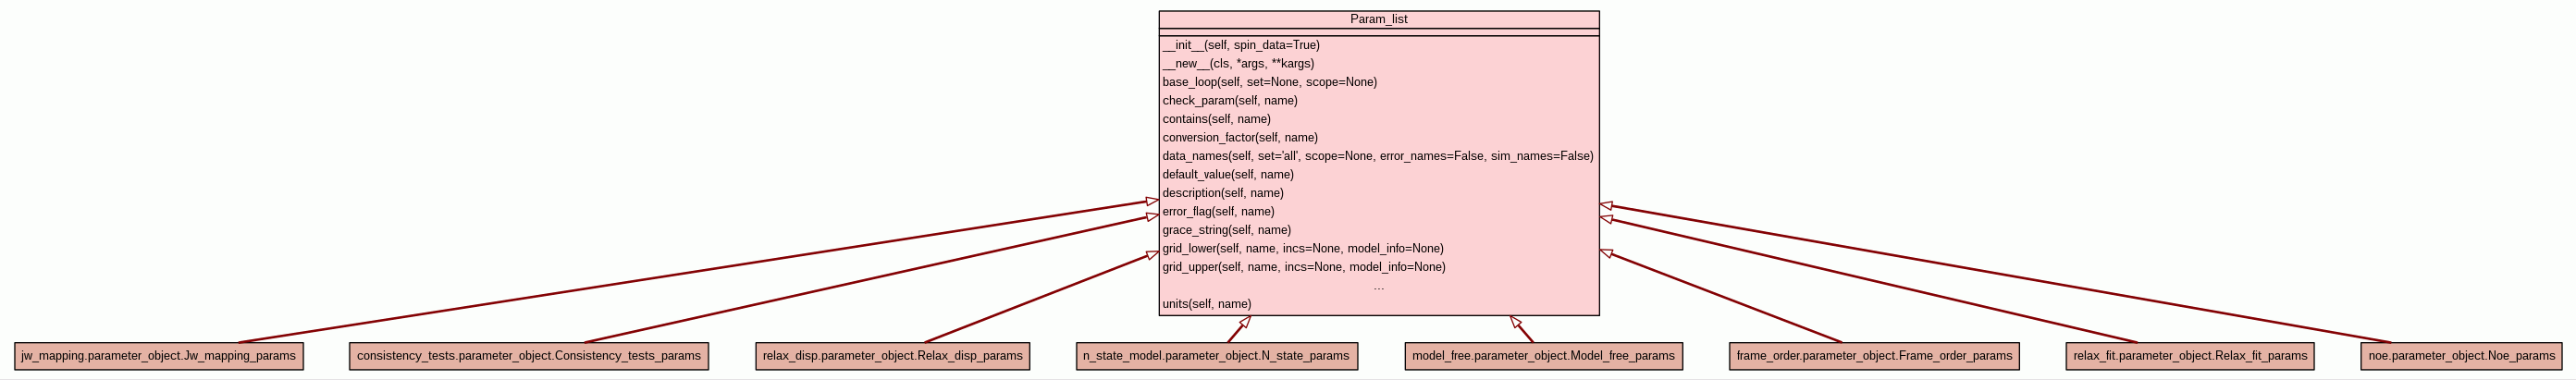 Param_list
__init__(self, spin_data=True)
__new__(cls, *args, **kargs)
base_loop(self, set=None, scope=None)
check_param(self, name)
contains(self, name)
conversion_factor(self, name)
data_names(self, set='all', scope=None, error_names=False, sim_names=False)
default_value(self, name)
description(self, name)
error_flag(self, name)
grace_string(self, name)
grid_lower(self, name, incs=None, model_info=None)
grid_upper(self, name, incs=None, model_info=None)
...
units(self, name)
jw_mapping.parameter_object.Jw_mapping_params
consistency_tests.parameter_object.Consistency_tests_params
relax_disp.parameter_object.Relax_disp_params
n_state_model.parameter_object.N_state_params
model_free.parameter_object.Model_free_params
frame_order.parameter_object.Frame_order_params
relax_fit.parameter_object.Relax_fit_params
noe.parameter_object.Noe_params